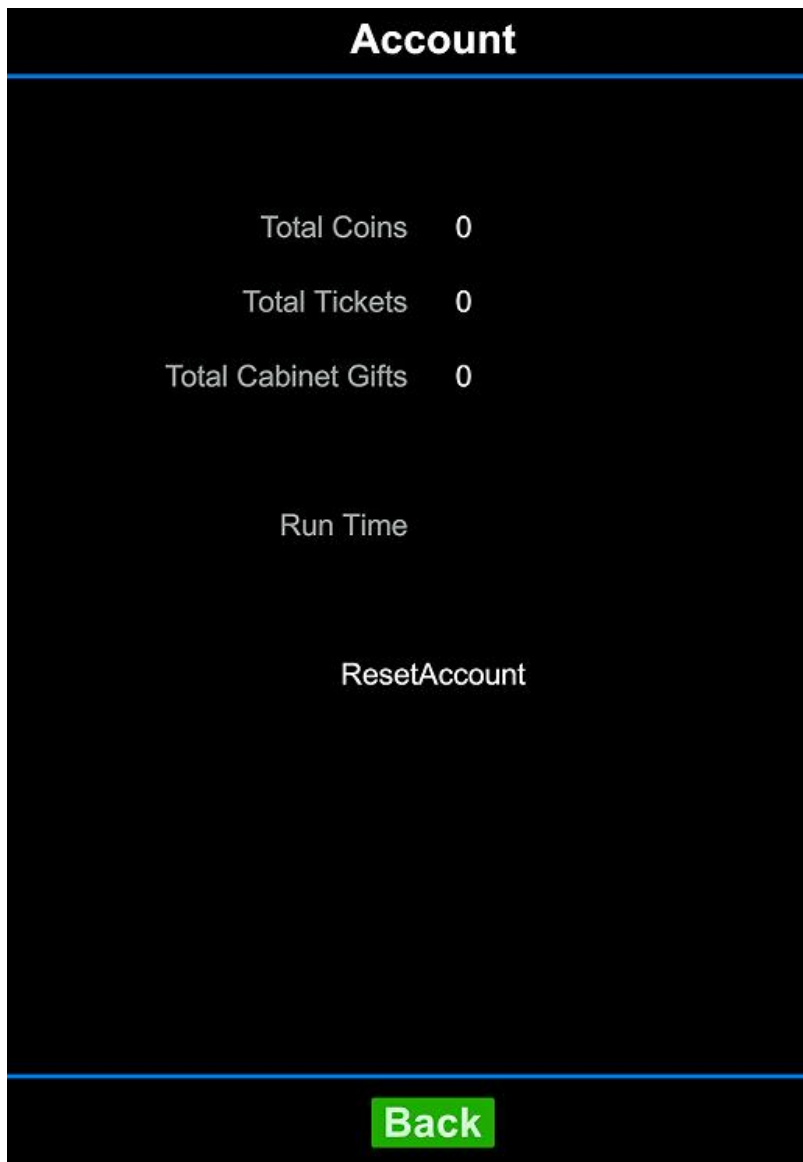 Account
Total Coins 0
Total Tickets 0
Total Cabinet Gifts 0
Run Time
ResetAccount
Back